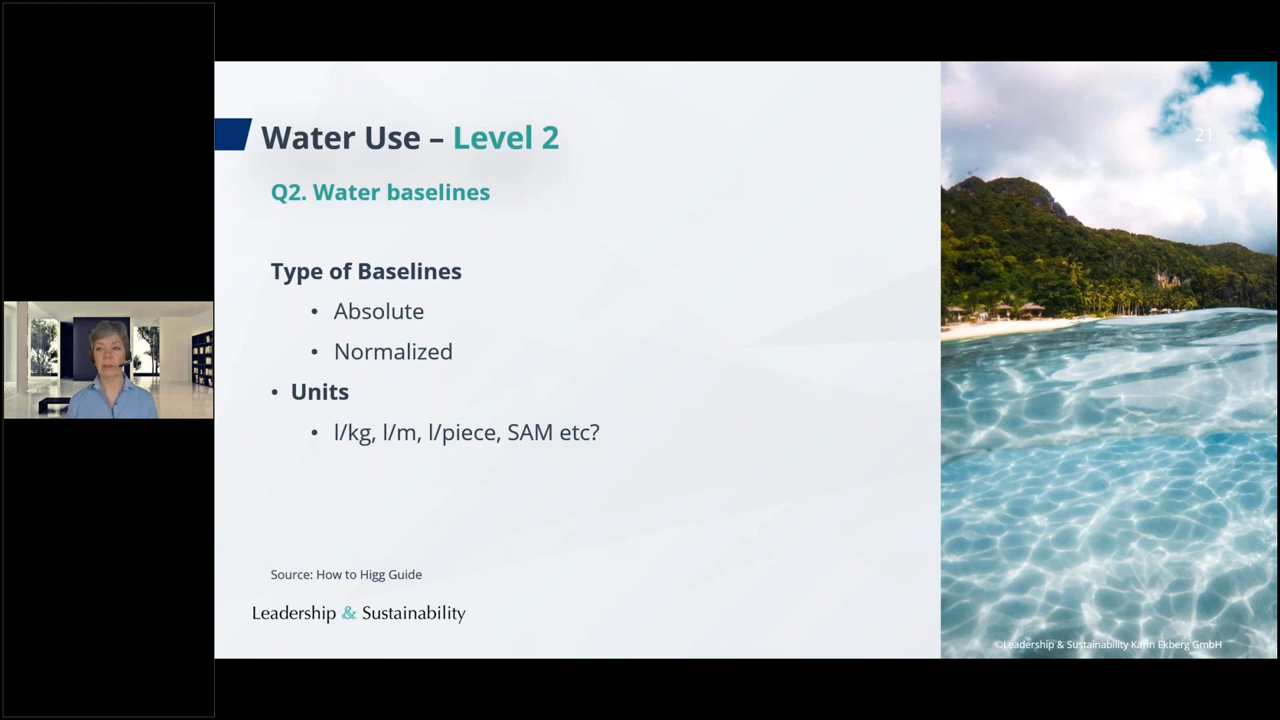 21
Water Use – Level 2
Q2. Water baselines
Type of Baselines
• Absolute
• Normalized
• Units
• l/kg, l/m, l/piece, SAM etc?
Source: How to Higg Guide
Leadership & Sustainability
©Leadership & Sustainability Karin Ekberg GmbH